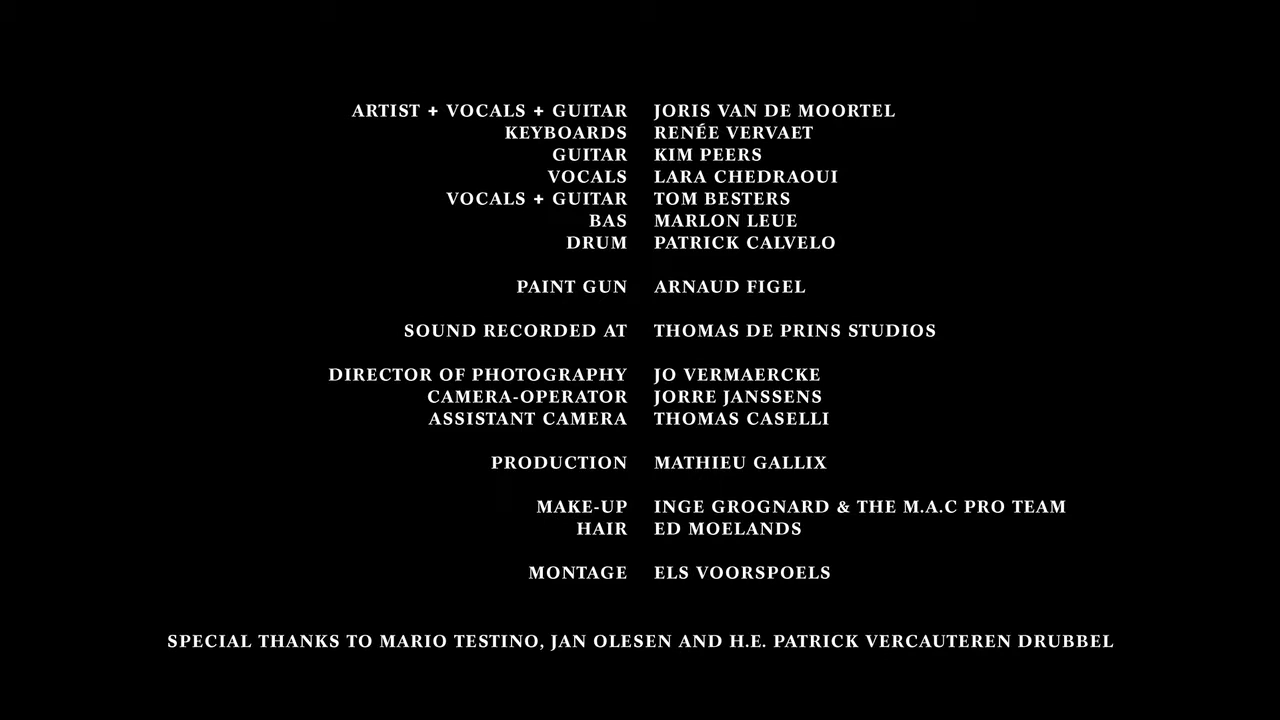 ARTIST + VOCALS + GUITAR JORIS VAN DE MOORTEL
KEYBOARDS RENÉE VERVAET
GUITAR KIM PEERS
VOCALS LARA CHEDRAOUI
VOCALS + GUITAR TOM BESTERS
BAS MARLON LEUE
DRUM PATRICK CALVELO
PAINT GUN ARNAUD FIGEL
SOUND RECORDED AT THOMAS DE PRINS STUDIOS
DIRECTOR OF PHOTOGRAPHY JO VERMAERCKE
CAMERA-OPERATOR JORRE JANSSENS
ASSISTANT CAMERA THOMAS CASELLI
PRODUCTION MATHIEU GALLIX
MAKE-UP INGE GROGNARD & THE M.A.C PRO TEAM
HAIR ED MOELANDS
MONTAGE ELS VOORSPOELS
SPECIAL THANKS TO MARIO TESTINO, JAN OLESEN AND H.E. PATRICK VERCAUTEREN DRUBBEL